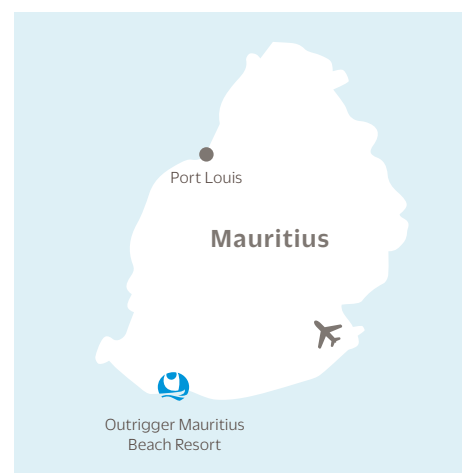 Port Louis
Mauritius
Outrigger Mauritius
Beach Resort